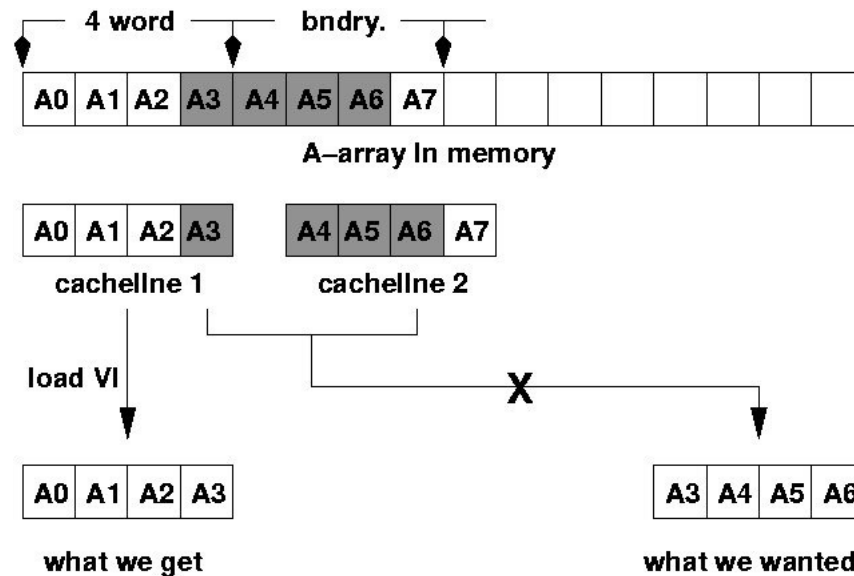 4 word bndry.
A0 A1 A2 A3 A4 A5 A6 A7
A–array In memory
A0 A1 A2 A3 A4 A5 A6 A7
cachelIne 1 cachelIne 2
load VI
X
A0 A1 A2 A3 A3 A4 A5 A6
what we get what we wanted